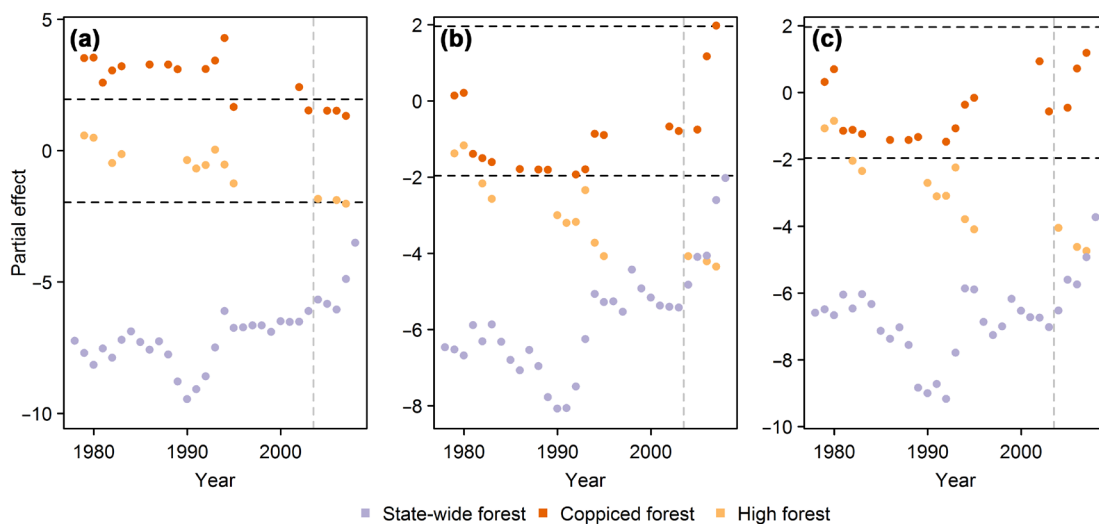 (a)
(b)
(c)
Partial effect
5
0
−5
−10
2
0
−2
−4
−6
−8
2
0
−2
−4
−6
−8
−10
1980 1990 2000
1980 1990 2000
1980 1990 2000
Year
Year
Year
State-wide forest Coppiced forest High forest